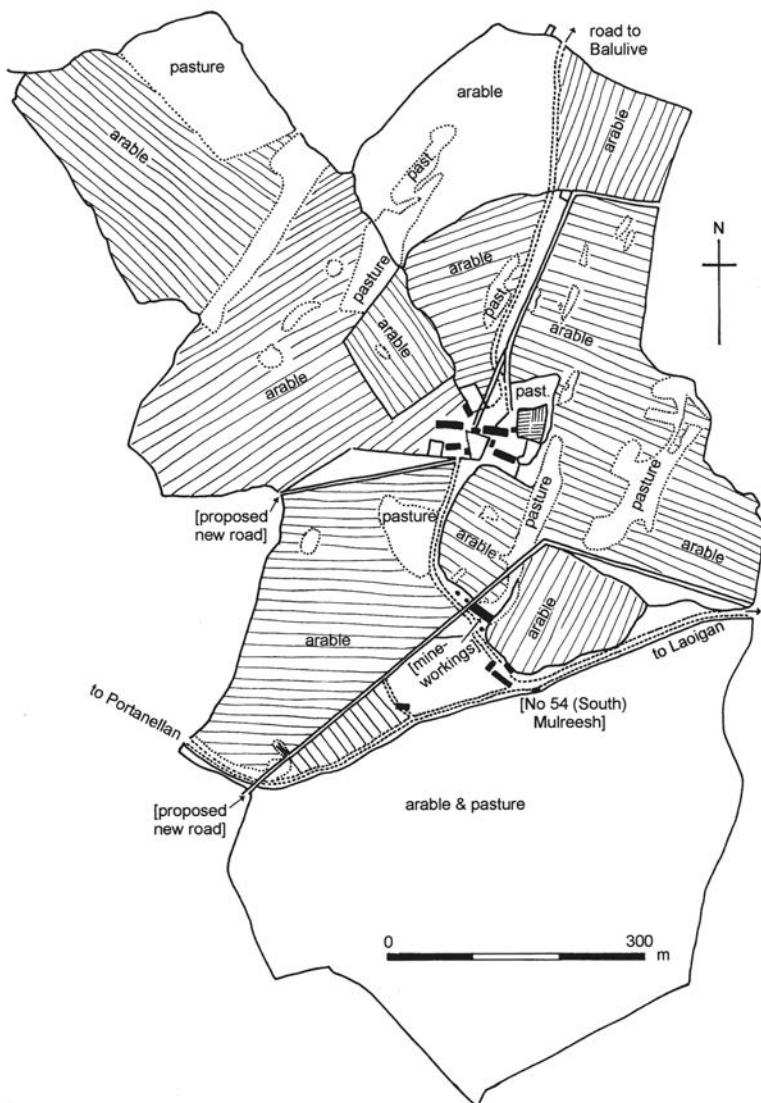 road to
Balulive
pasture
arable
arable
arable
past.
pasture
arable
past.
arable
arable
arable
past.
pasture
pasture
[proposed
new road]
pasture
arable
arable
arable
arable
[mine-
workings]
to Laoigan
[No 54 (South)
Mulreesh]
to Portanellan
[proposed
new road]
arable & pasture
N
0
300
m